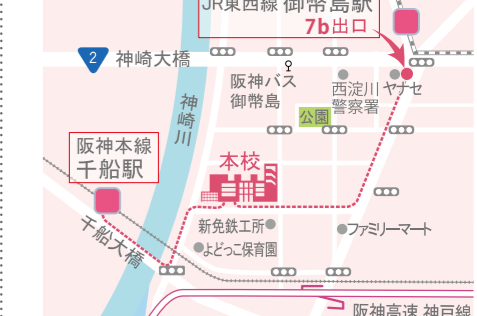 JR東西線 御幣島駅
7b出口
2
神崎大橋
阪神バス
御幣島
西淀川
警察署
ヤナセ
神崎川
公園
阪神本線
千船駅
本校
千船大橋
新免鉄工所
よどっこ保育園
ファミリーマート
阪神高速 神戸線